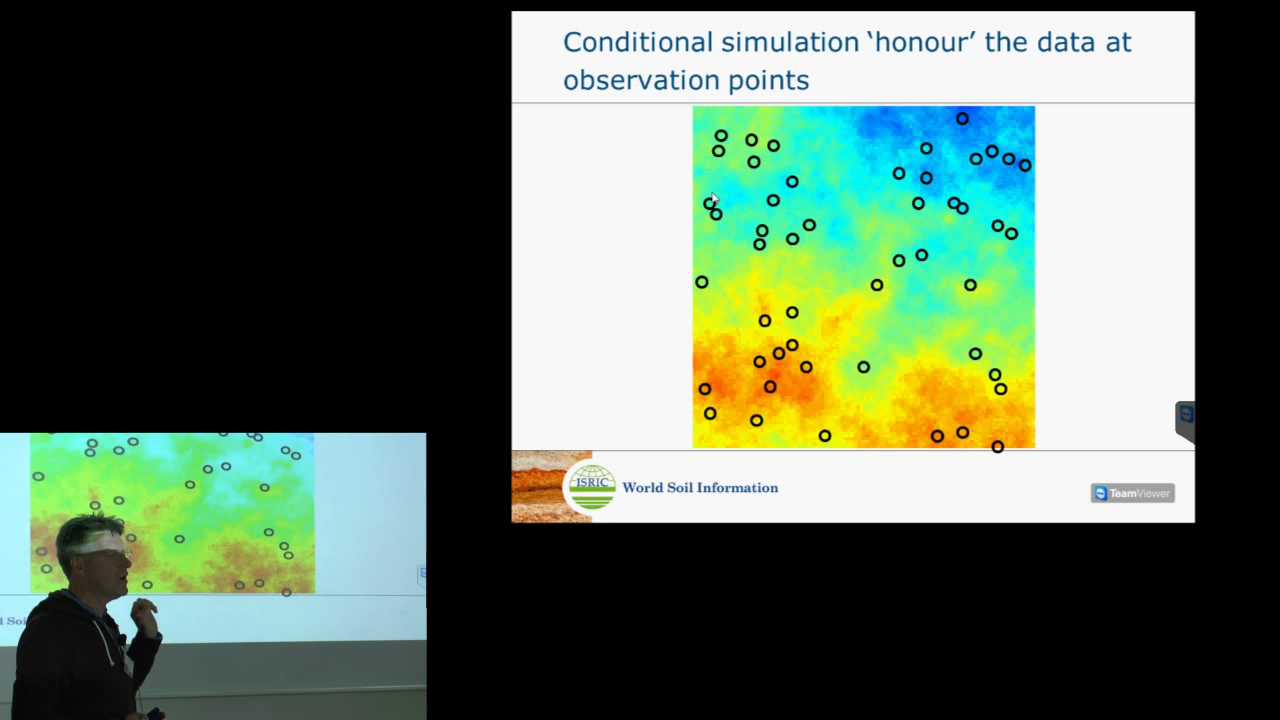 Conditional simulation ‘honour’ the data at
observation points
ISRIC
World Soil Information
TeamViewer